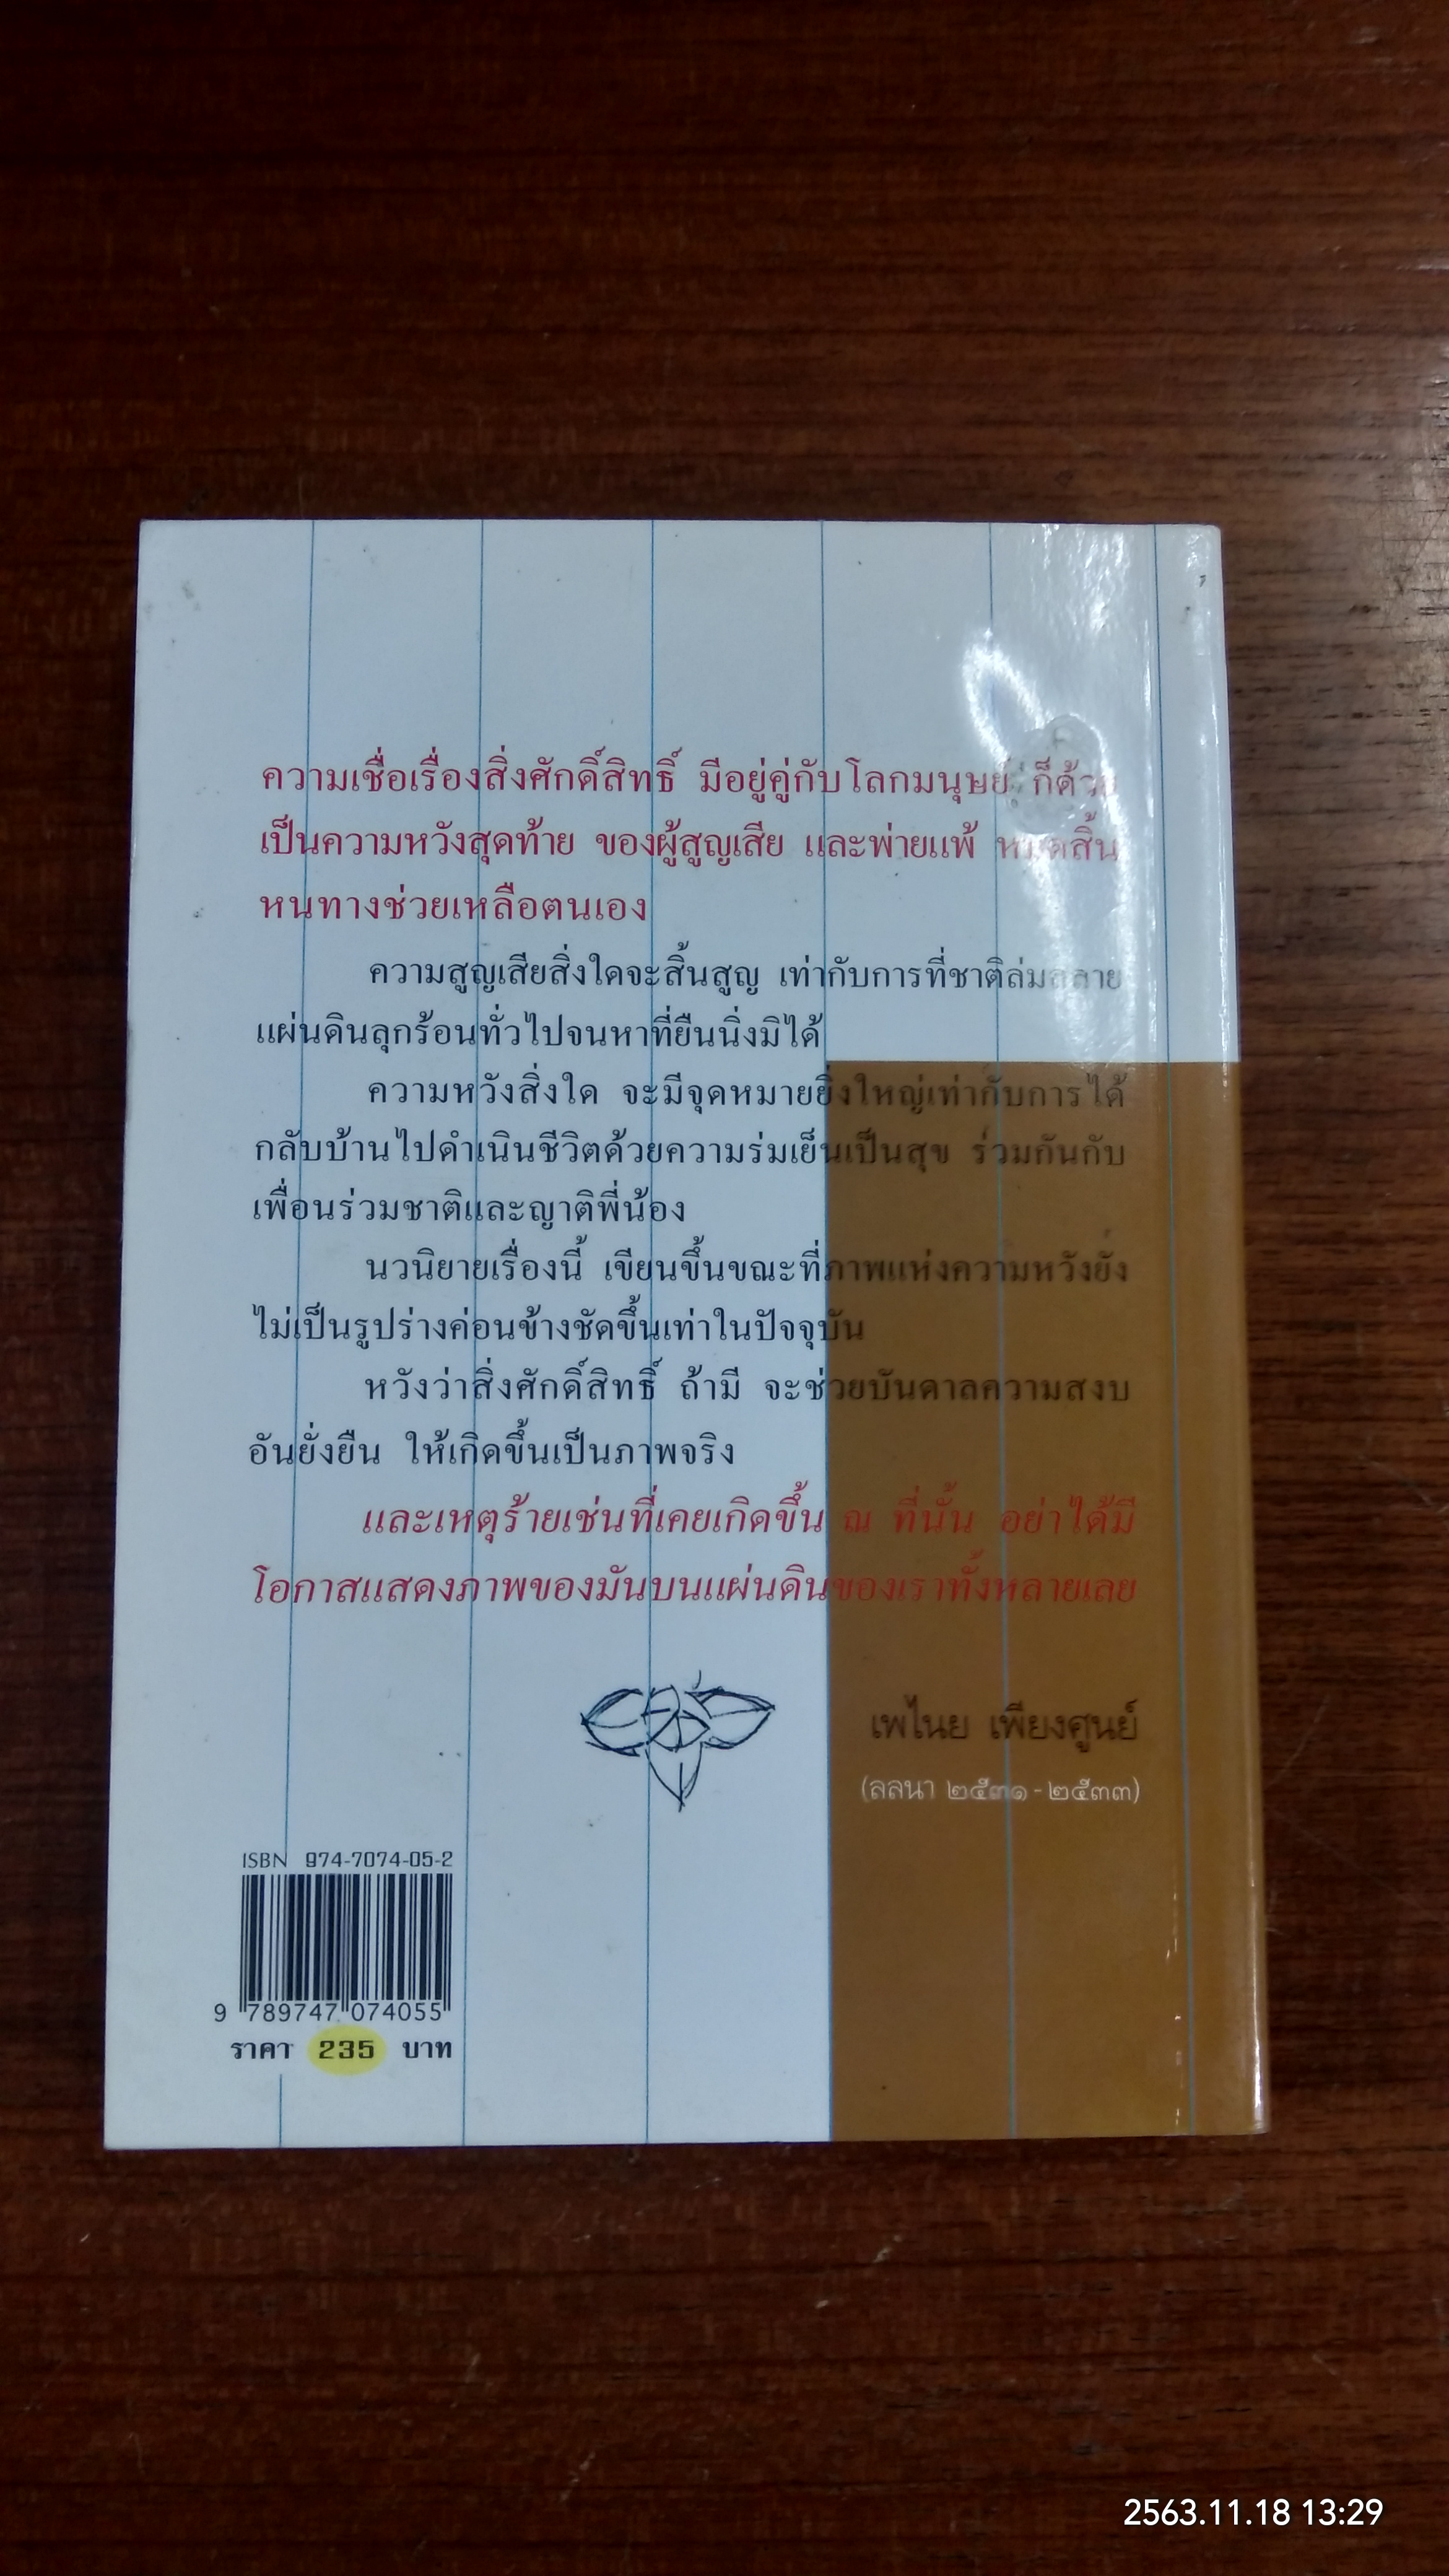 ความเชื่อเรื่องสิ่งศักดิ์สิทธิ์ มีอยู่คู่กับโลกมนุษย์ ก็ด้วย
เป็นความหวังสุดท้าย ของผู้สูญเสีย และพ่ายแพ้ หมดสิ้น
หนทางช่วยเหลือตนเอง
ความสูญเสียสิ่งใดจะสิ้นสูญ เท่ากับการที่ชาติล่มสลาย
แผ่นดินลุกร้อนทั่วไปจนหาที่ยืนนิ่งมิได้
ความหวังสิ่งใด จะมีจุดหมายยิ่งใหญ่เท่ากับการได้
กลับบ้านไปดำเนินชีวิตด้วยความร่มเย็นเป็นสุข ร่วมกันกับ
เพื่อนร่วมชาติและญาติพี่น้อง
นวนิยายเรื่องนี้ เขียนขึ้นขณะที่ภาพแห่งความหวังยัง
ไม่เป็นรูปร่างค่อนข้างชัดขึ้นเท่าในปัจจุบัน
หวังว่าสิ่งศักดิ์สิทธิ์ ถ้ามี จะช่วยบันดาลความสงบ
อันยั่งยืน ให้เกิดขึ้นเป็นภาพจริง
และเหตุร้ายเช่นที่เคยเกิดขึ้น ณ ที่นั้น อย่าได้มี
โอกาสแสดงภาพของมันบนแผ่นดินของเราทั้งหลายเลย
เพไนย เพียงศูนย์
(ลลนา ๒๕๓๑ - ๒๕๓๓)
ISBN 974-7074-05-2
9 789747 074055
ราคา 235 บาท
2563.11.18 13:29